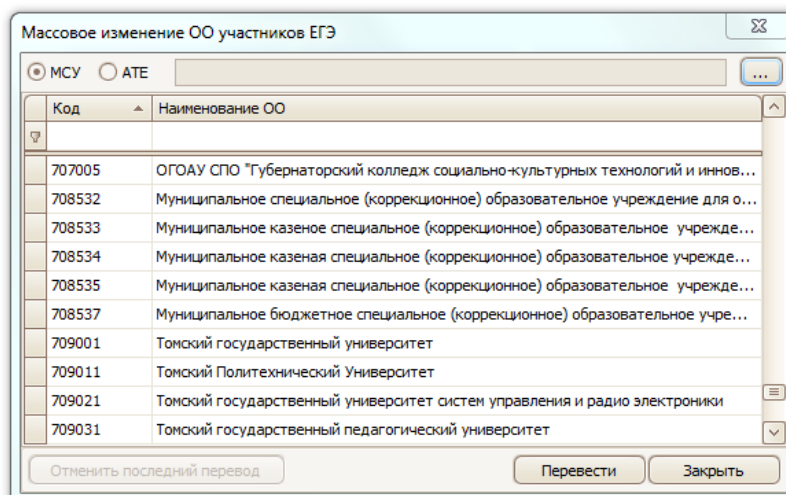 Массовое изменение ОО участников ЕГЭ
МСУ АТЕ ...
Код Наименование ОО
707005 ОГОАУ СПО "Губернаторский колледж социально-культурных технологий и иннов...
708532 Муниципальное специальное (коррекционное) образовательное учреждение для о...
708533 Муниципальное казеное специальное (коррекционное) образовательное учрежде...
708534 Муниципальное казеная специальное (коррекционное) образовательное учрежде...
708535 Муниципальное казеная специальное (коррекционное) образовательное учрежде...
708537 Муниципальное бюджетное специальное (коррекционное) образовательное учре...
709001 Томский государственный университет
709011 Томский Политехнический Университет
709021 Томский государственный университет систем управления и радио электроники
709031 Томский государственный педагогический университет
Отменить последний перевод Перевести Закрыть